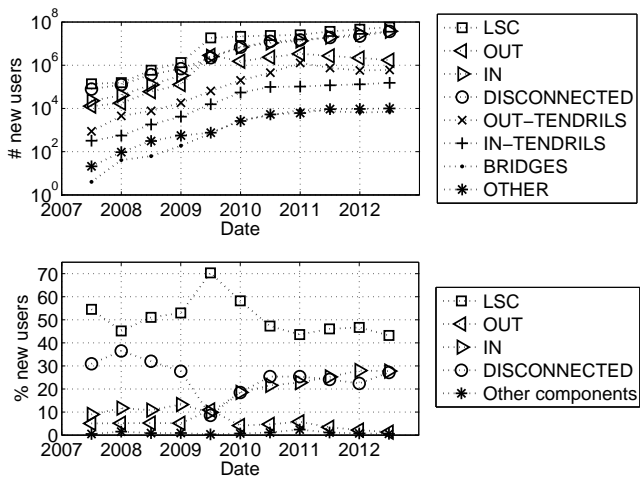 10^8
10^6
10^4
10^2
10^0
# new users
2007 2008 2009 2010 2011 2012
Date
LSC
OUT
IN
DISCONNECTED
OUT−TENDRILS
IN−TENDRILS
BRIDGES
OTHER
70
60
50
40
30
20
10
0
% new users
2007 2008 2009 2010 2011 2012
Date
LSC
OUT
IN
DISCONNECTED
Other components